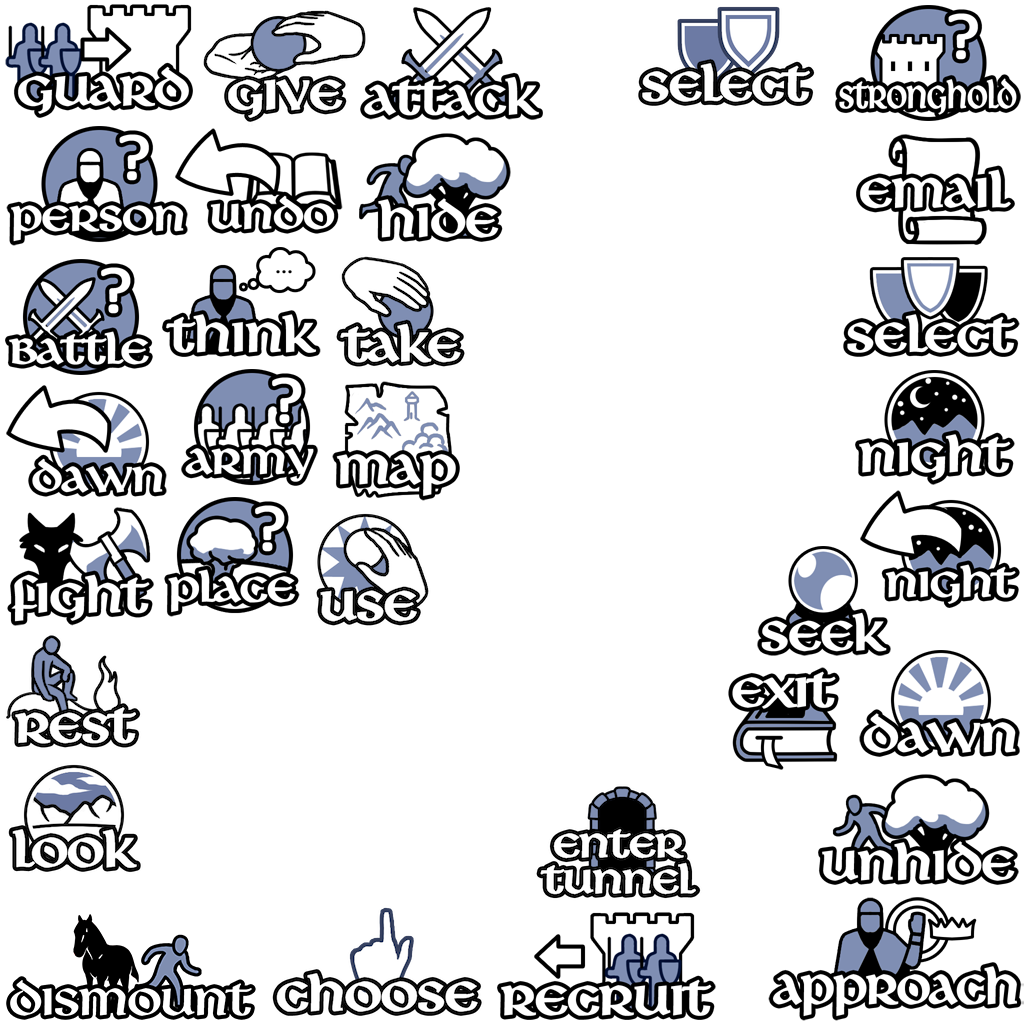 GUARD
GIVE
ATTACK
SELECT
?
STRONGHOLD
?
PERSON
UNDO
HIDE
EMAIL
?
BATTLE
...
THINK
TAKE
SELECT
DAWN
?
ARMY
MAP
NIGHT
FIGHT
?
PLACE
USE
NIGHT
SEEK
REST
EXIT
DAWN
LOOK
ENTER
TUNNEL
UNHIDE
DISMOUNT
CHOOSE
RECRUIT
APPROACH